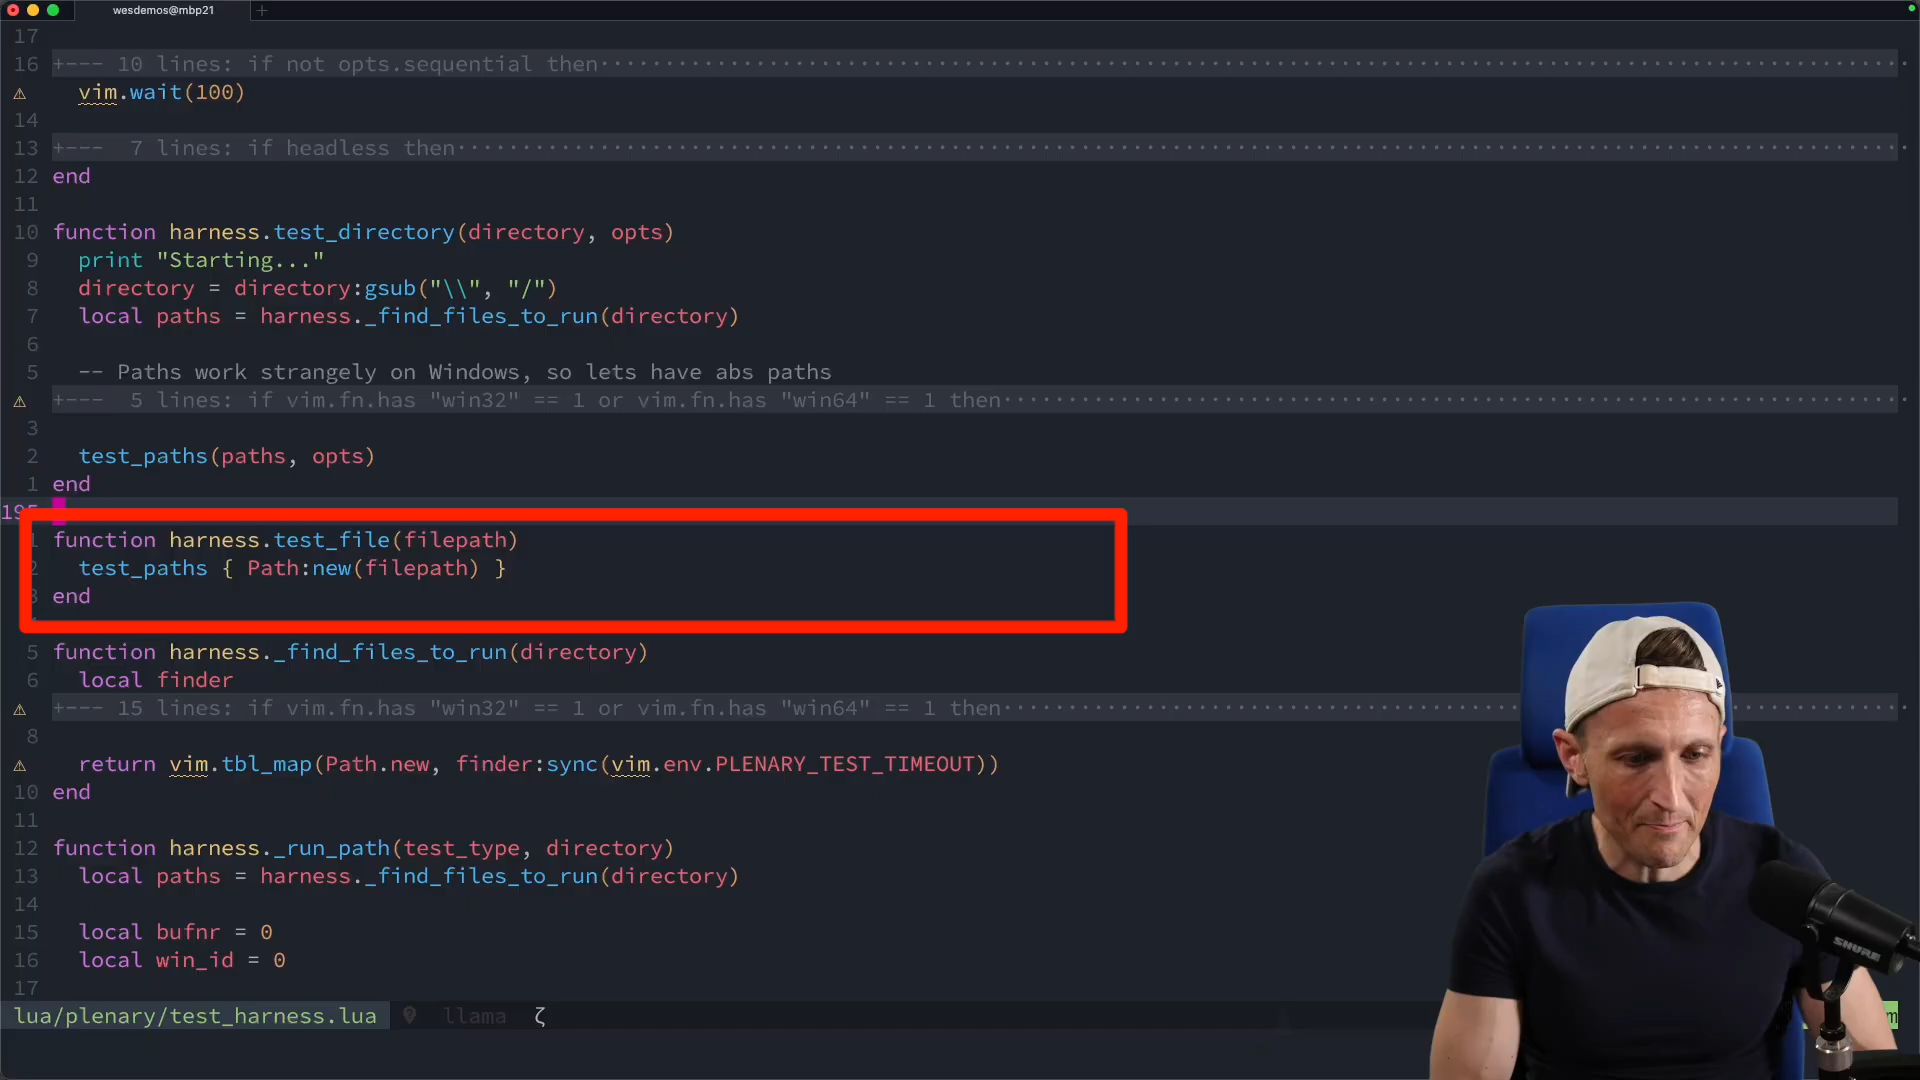 wesdemos@mbp21 +
17
16 +--- 10 lines: if not opts.sequential then
⚠ vim.wait(100)
14
13 +--- 7 lines: if headless then
12 end
11
10 function harness.test_directory(directory, opts)
9 print "Starting..."
8 directory = directory:gsub("\\", "/")
7 local paths = harness._find_files_to_run(directory)
6
5 -- Paths work strangely on Windows, so lets have abs paths
⚠ +--- 5 lines: if vim.fn.has "win32" == 1 or vim.fn.has "win64" == 1 then
3
2 test_paths(paths, opts)
1 end
195
1 function harness.test_file(filepath)
2 test_paths { Path:new(filepath) }
3 end
5 function harness._find_files_to_run(directory)
6 local finder
⚠ +--- 15 lines: if vim.fn.has "win32" == 1 or vim.fn.has "win64" == 1 then
8
⚠ return vim.tbl_map(Path.new, finder:sync(vim.env.PLENARY_TEST_TIMEOUT))
10 end
11
12 function harness._run_path(test_type, directory)
13 local paths = harness._find_files_to_run(directory)
14
15 local bufnr = 0
16 local win_id = 0
17
lua/plenary/test_harness.lua llama ζ
SHURE